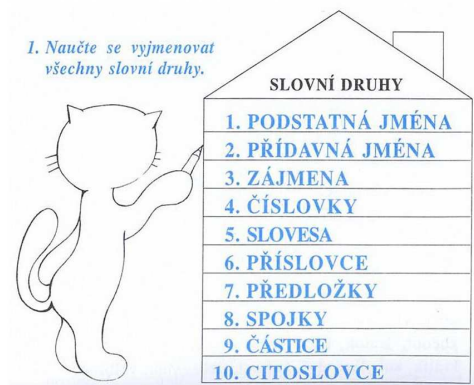 1. Naučte se vyjmenovat
všechny slovní druhy.
SLOVNÍ DRUHY
1. PODSTATNÁ JMÉNA
2. PŘÍDAVNÁ JMÉNA
3. ZÁJMENA
4. ČÍSLOVKY
5. SLOVESA
6. PŘÍSLOVCE
7. PŘEDLOŽKY
8. SPOJKY
9. ČÁSTICE
10. CITOSLOVCE